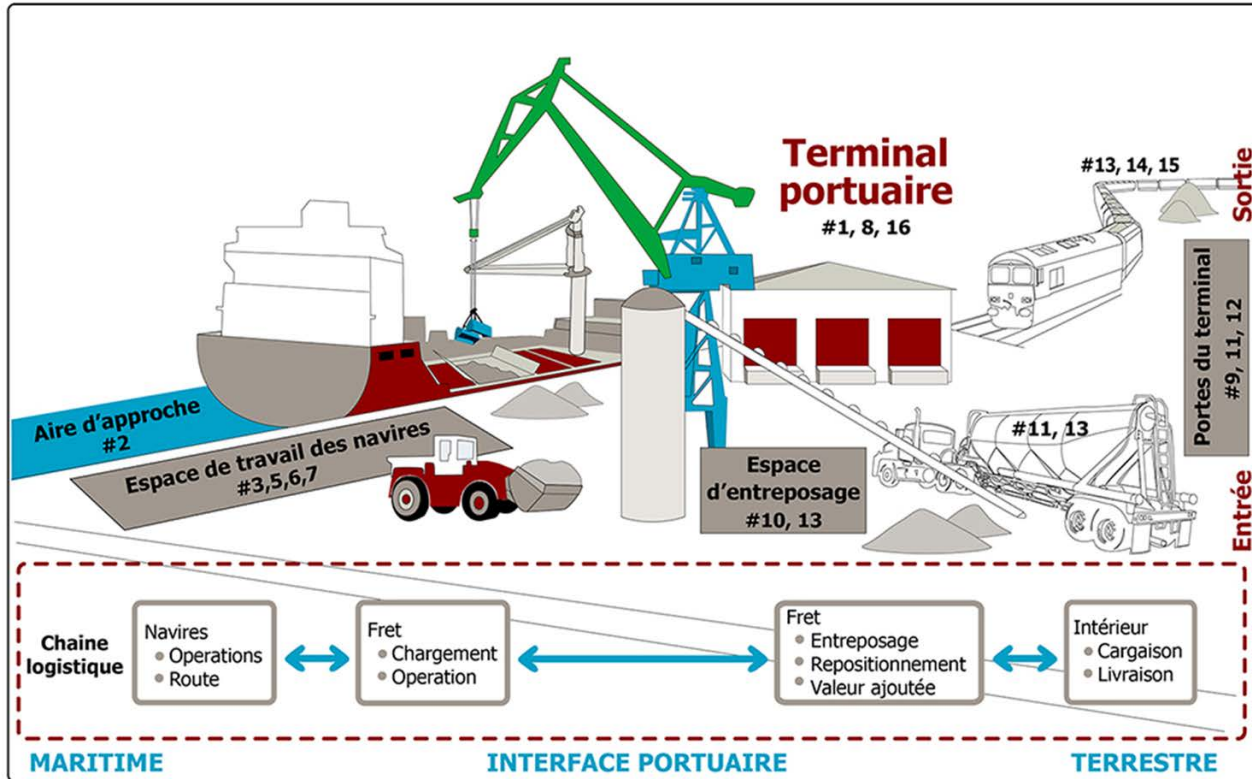 Terminal
portuaire
#1, 8, 16
#13, 14, 15
Sortie
Portes du terminal
#9, 11, 12
Entrée
Aire d’approche
#2
Espace de travail des navires
#3,5,6,7
Espace
d’entreposage
#10, 13
#11, 13
Chaine
logistique
Navires
Operations
Route
Fret
Chargement
Operation
Fret
Entreposage
Repositionnement
Valeur ajoutée
Intérieur
Cargaison
Livraison
MARITIME
INTERFACE PORTUAIRE
TERRESTRE